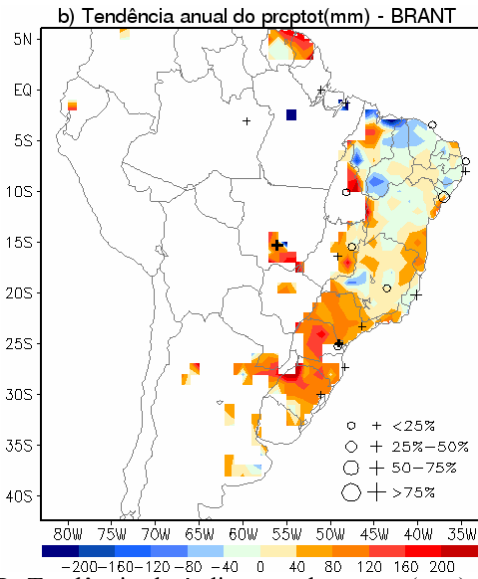 b) Tendência anual do prcptot(mm) - BRANT
5N
EQ
5S
10S
15S
20S
25S
30S
35S
40S
<25%
25%-50%
50-75%
>75%
80W 75W 70W 65W 60W 55W 50W 45W 40W 35W
-200 -160 -120 -80 -40 0 40 80 120 160 200